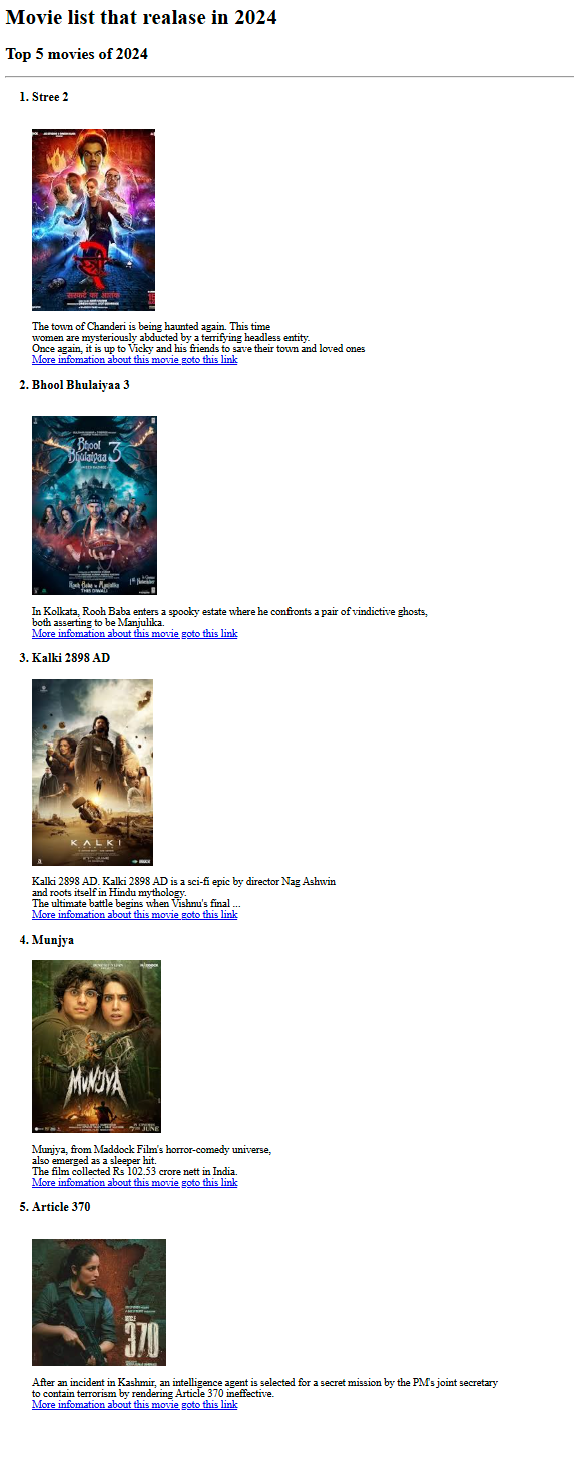 Movie list that realase in 2024
Top 5 movies of 2024
1. Stree 2
स्त्री
सरकटे का आतंक
The town of Chanderi is being haunted again. This time
women are mysteriously abducted by a terrifying headless entity.
Once again, it is up to Vicky and his friends to save their town and loved ones
More infomation about this movie goto this link
2. Bhool Bhulaiyaa 3
Bhool
Bhulaiyaa 3
Rooh Baba vs Manjulika
THIS DIWALI
In Kolkata, Rooh Baba enters a spooky estate where he confronts a pair of vindictive ghosts,
both asserting to be Manjulika.
More infomation about this movie goto this link
3. Kalki 2898 AD
KALKI
Kalki 2898 AD. Kalki 2898 AD is a sci-fi epic by director Nag Ashwin
and roots itself in Hindu mythology.
The ultimate battle begins when Vishnu's final ...
More infomation about this movie goto this link
4. Munjya
MUNJYA
JUNE
Munjya, from Maddock Film's horror-comedy universe,
also emerged as a sleeper hit.
The film collected Rs 102.53 crore nett in India.
More infomation about this movie goto this link
5. Article 370
ARTICLE
370
After an incident in Kashmir, an intelligence agent is selected for a secret mission by the PM's joint secretary
to contain terrorism by rendering Article 370 ineffective.
More infomation about this movie goto this link